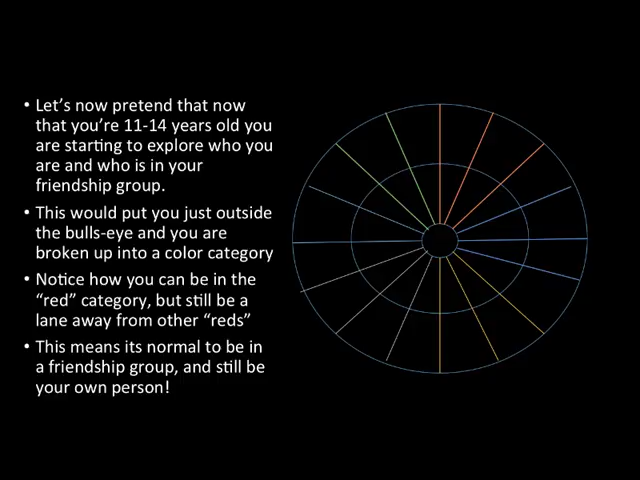 • Let's now pretend that now
that you're 11-14 years old you
are starting to explore who you
are and who is in your
friendship group.
• This would put you just outside
the bulls-eye and you are
broken up into a color category
• Notice how you can be in the
“red” category, but still be a
lane away from other “reds”
• This means its normal to be in
a friendship group, and still be
your own person!